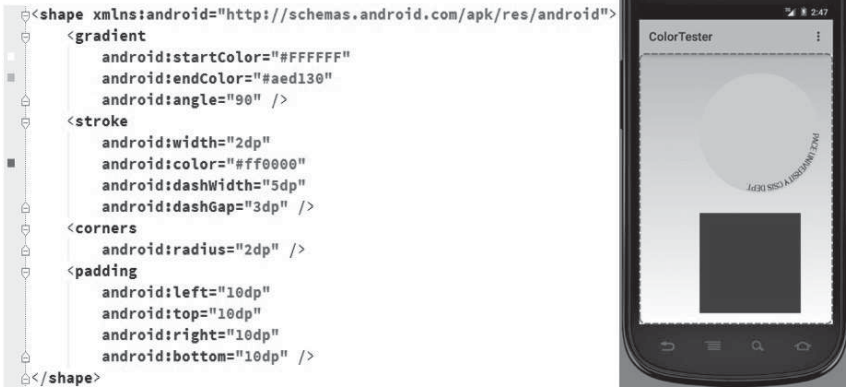 <shape xmlns:android="http://schemas.android.com/apk/res/android">
<gradient
android:startColor="#FFFFFF"
android:endColor="#aed130"
android:angle="90" />
<stroke
android:width="2dp"
android:color="#ff0000"
android:dashWidth="5dp"
android:dashGap="3dp" />
<corners
android:radius="2dp" />
<padding
android:left="10dp"
android:top="10dp"
android:right="10dp"
android:bottom="10dp" />
</shape>
2:47
ColorTester
PACE UNIVERSITY CSIS DEPT